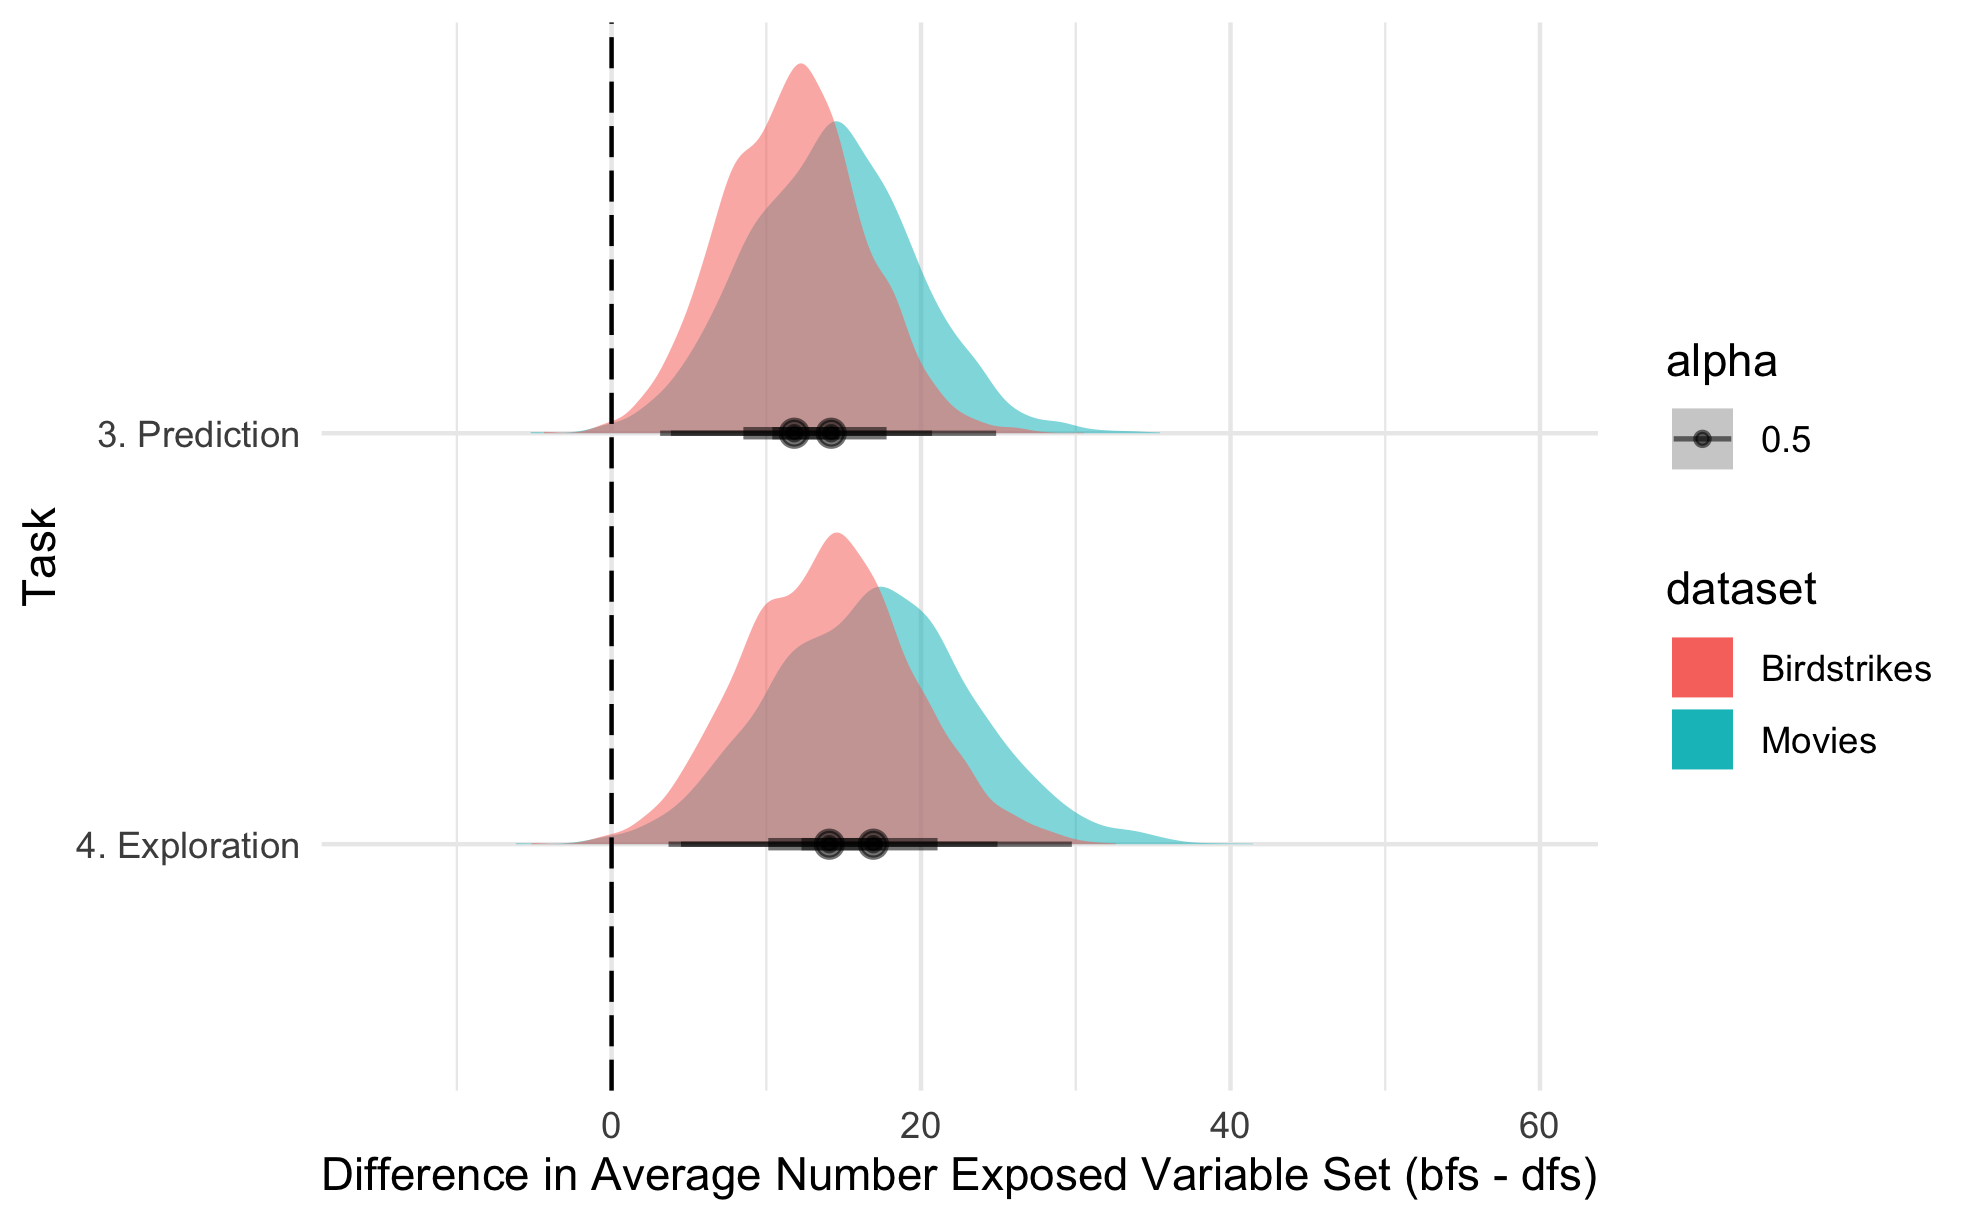 3. Prediction
4. Exploration
Task
0
20
40
60
Difference in Average Number Exposed Variable Set (bfs - dfs)
alpha
0.5
dataset
Birdstrikes
Movies